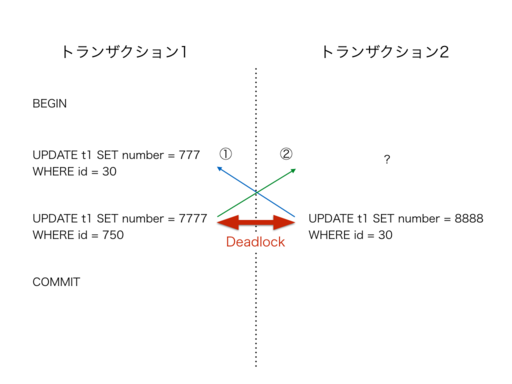 トランザクション1
トランザクション2
BEGIN
UPDATE t1 SET number = 777
WHERE id = 30
①
②
?
UPDATE t1 SET number = 7777
WHERE id = 750
UPDATE t1 SET number = 8888
WHERE id = 30
Deadlock
COMMIT